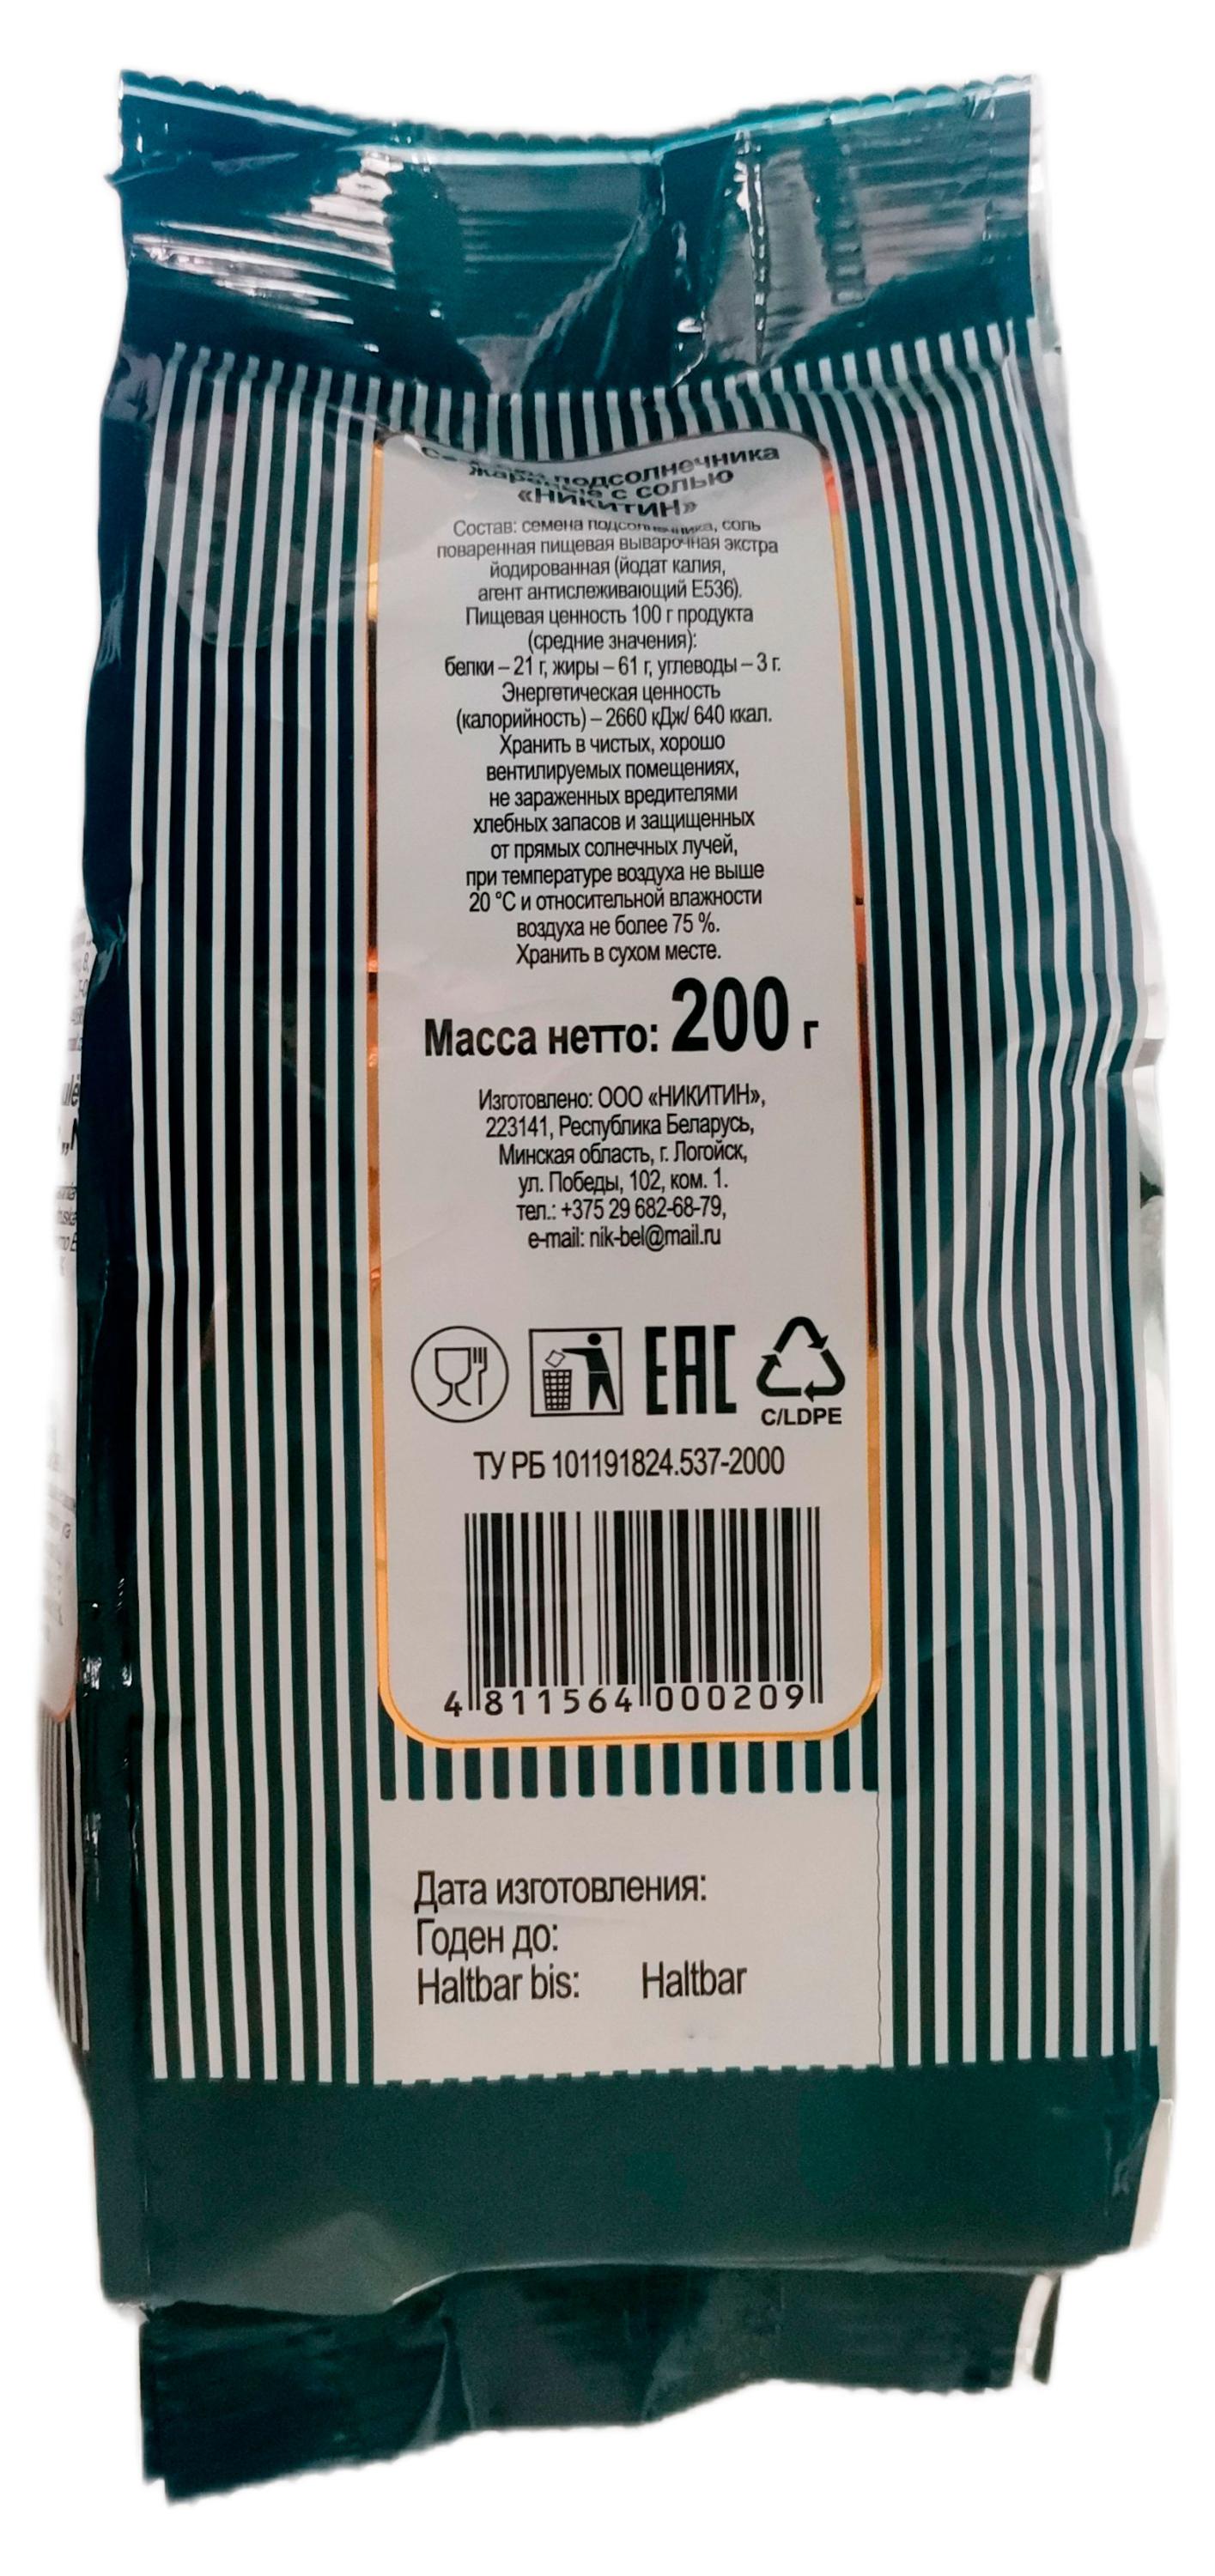 подсолнечника
жареные с солью
«НИКИТИН»
Состав: семена подсолнечника, соль
поваренная пищевая выварочная экстра
йодированная (йодат калия,
агент антислеживающий Е536).
Пищевая ценность 100 г продукта
(средние значения):
белки – 21 г, жиры – 61 г, углеводы – 3 г.
Энергетическая ценность
(калорийность) – 2660 кДж/ 640 ккал.
Хранить в чистых, хорошо
вентилируемых помещениях,
не зараженных вредителями
хлебных запасов и защищенных
от прямых солнечных лучей,
при температуре воздуха не выше
20 °С и относительной влажности
воздуха не более 75 %.
Хранить в сухом месте.
Масса нетто: 200 г
Изготовлено: ООО «НИКИТИН»,
223141, Республика Беларусь,
Минская область, г. Логойск,
ул. Победы, 102, ком. 1.
тел.: +375 29 682-68-79,
e-mail: nik-bel@mail.ru
EAC
C/LDPE
ТУ РБ 101191824.537-2000
4 811564 000209
Дата изготовления:
Годен до:
Haltbar bis: Haltbar